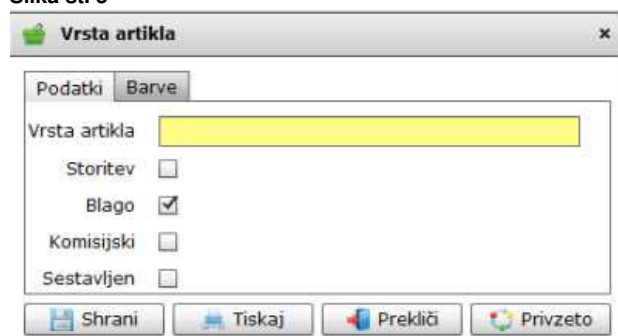 Vrsta artikla ×
Podatki Barve
Vrsta artikla
Storitev
Blago
Komisijski
Sestavljen
Shrani Tiskaj Prekliči Privzeto